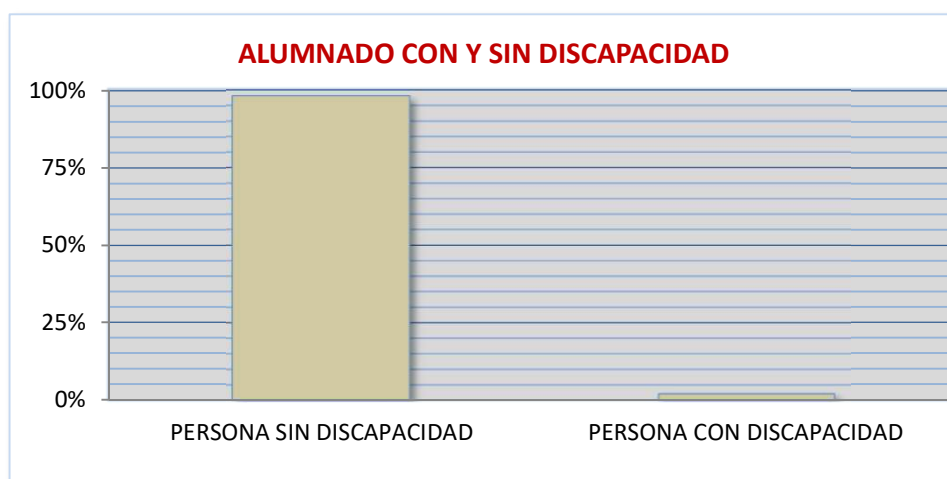 ALUMNADO CON Y SIN DISCAPACIDAD
100%
75%
50%
25%
0%
PERSONA SIN DISCAPACIDAD
PERSONA CON DISCAPACIDAD